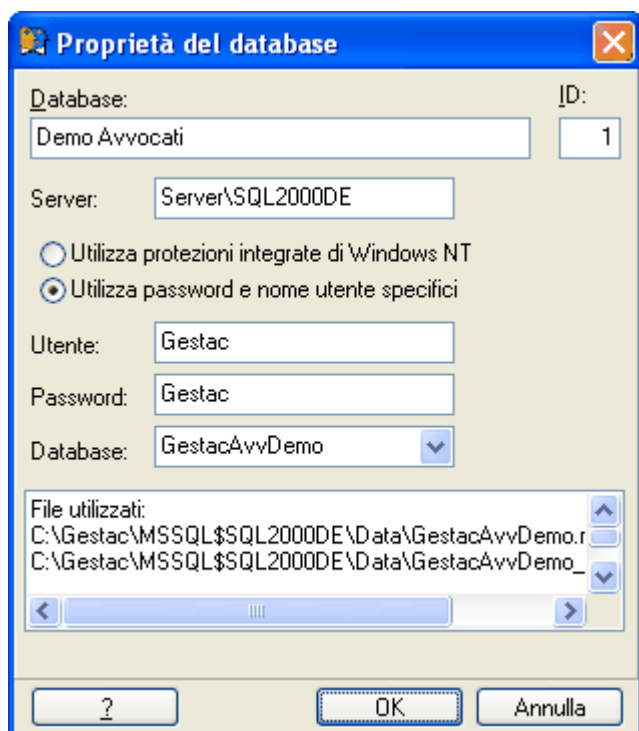 Proprietà del database
Database: ID:
Demo Avvocati 1
Server: Server\SQL2000DE
Utilizza protezioni integrate di Windows NT
Utilizza password e nome utente specifici
Utente: Gestac
Password: Gestac
Database: GestacAvvDemo
File utilizzati:
C:\Gestac\MSSQL$SQL2000DE\Data\GestacAvvDemo.r
C:\Gestac\MSSQL$SQL2000DE\Data\GestacAvvDemo_
? OK Annulla